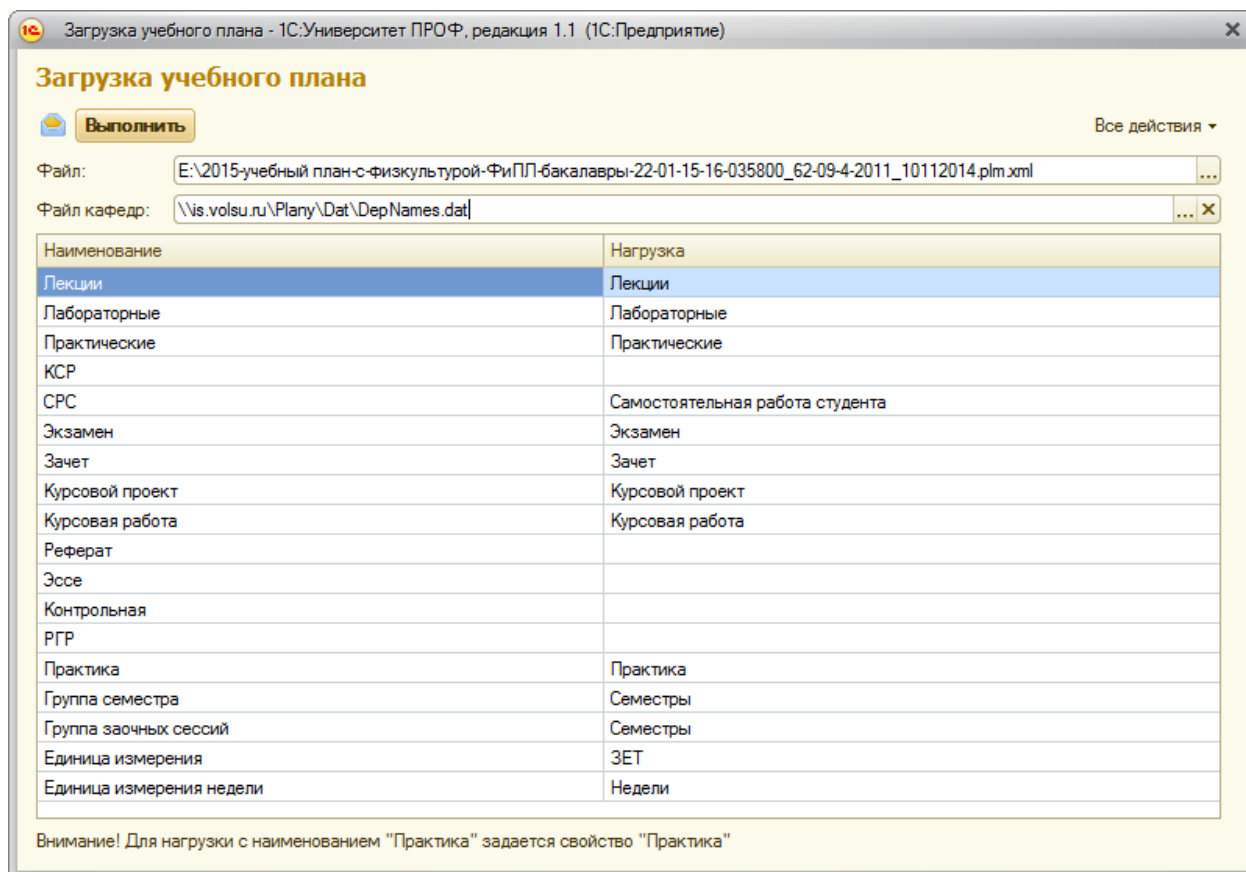 1С Загрузка учебного плана - 1С:Университет ПРОФ, редакция 1.1 (1С:Предприятие)
Загрузка учебного плана
Выполнить Все действия
Файл: E:\2015-учебный план-с-физкультурой-ФиПЛ-бакалавры-22-01-15-16-035800_62-09-4-2011_10112014.plm.xml ...
Файл кафедр: \\is.volsu.ru\Plany\Dat\DepNames.dat ...
Наименование Нагрузка
Лекции Лекции
Лабораторные Лабораторные
Практические Практические
КСР
СРС Самостоятельная работа студента
Экзамен Экзамен
Зачет Зачет
Курсовой проект Курсовой проект
Курсовая работа Курсовая работа
Реферат
Эссе
Контрольная
РГР
Практика Практика
Группа семестра Семестры
Группа заочных сессий Семестры
Единица измерения ЗЕТ
Единица измерения недели Недели
Внимание! Для нагрузки с наименованием "Практика" задается свойство "Практика"